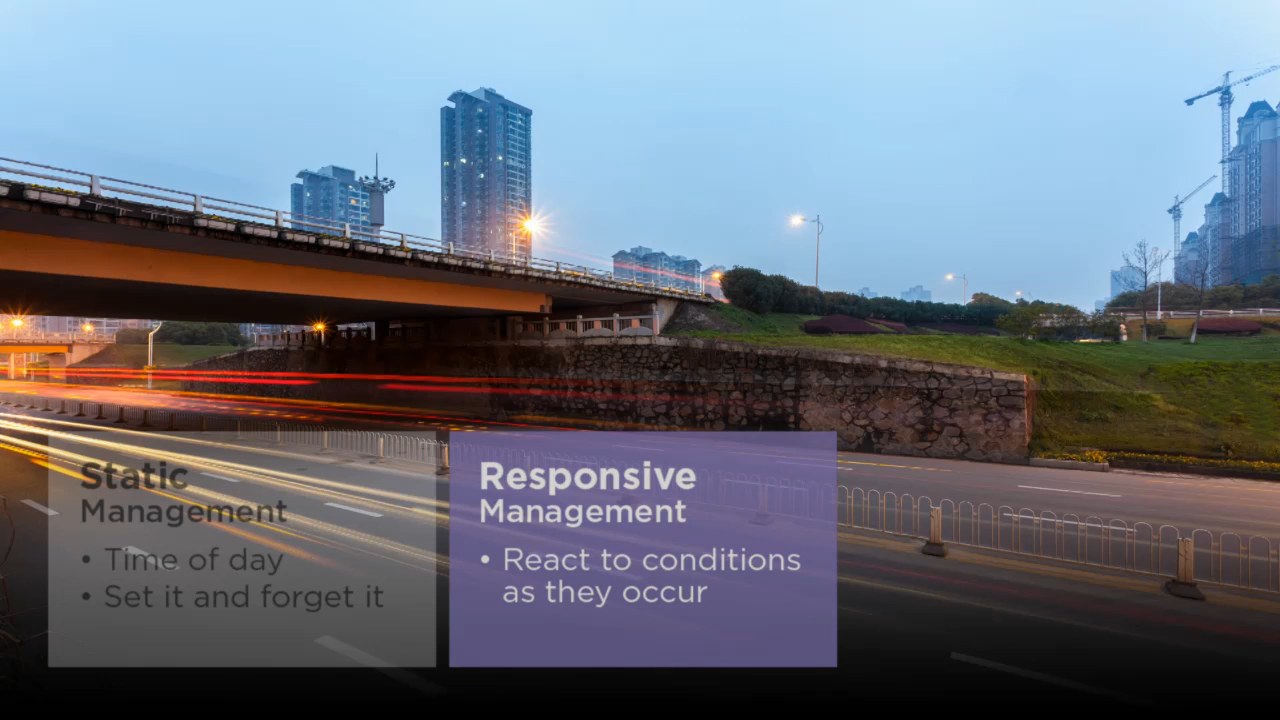 Static
Management
• Time of day
• Set it and forget it
Responsive
Management
• React to conditions
as they occur